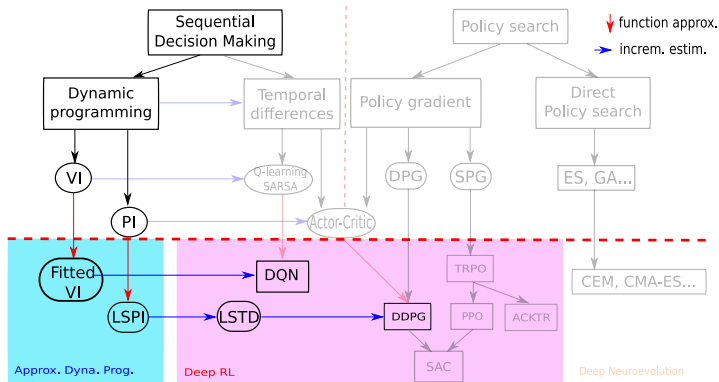 Sequential
Decision Making
Policy search
function approx.
increm. estim.
Dynamic
programming
Temporal
differences
Policy gradient
Direct
Policy search
VI
Q-learning
SARSA
DPG
SPG
ES, GA...
PI
Actor-Critic
Fitted
VI
DQN
TRPO
CEM, CMA-ES...
LSPI
LSTD
DDPG
PPO
ACKTR
SAC
Approx. Dyna. Prog.
Deep RL
Deep Neuroevolution